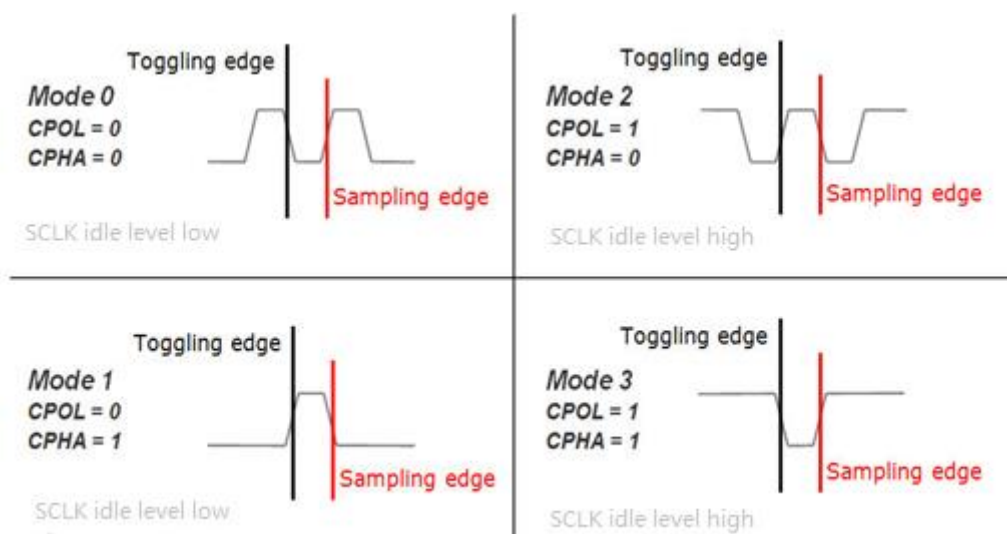 Toggling edge
Mode 0
CPOL = 0
CPHA = 0
Sampling edge
SCLK idle level low
Toggling edge
Mode 2
CPOL = 1
CPHA = 0
Sampling edge
SCLK idle level high
Toggling edge
Mode 1
CPOL = 0
CPHA = 1
Sampling edge
SCLK idle level low
Toggling edge
Mode 3
CPOL = 1
CPHA = 1
Sampling edge
SCLK idle level high